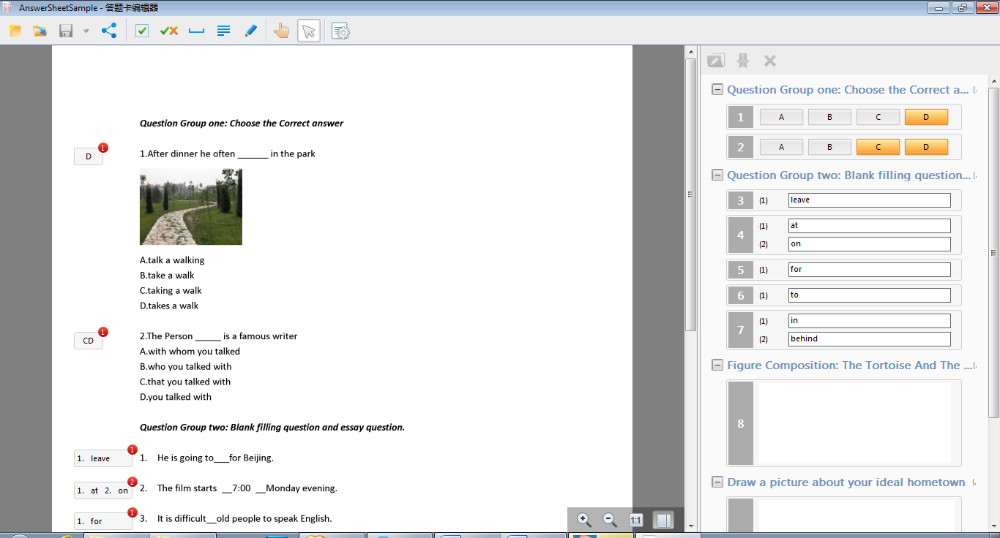 AnswerSheetSample - 答题卡编辑器
Question Group one: Choose the Correct answer
D
1
1.After dinner he often ______ in the park
A.talk a walking
B.take a walk
C.taking a walk
D.takes a walk
CD
1
2.The Person _____ is a famous writer
A.with whom you talked
B.who you talked with
C.that you talked with
D.you talked with
Question Group two: Blank filling question and essay question.
1. leave
1
1. He is going to___for Beijing.
1. at 2. on
2
2. The film starts __7:00 __Monday evening.
1. for
1
3. It is difficult__old people to speak English.
1:1
Question Group one: Choose the Correct a... (
1 A B C D
2 A B C D
Question Group two: Blank filling question... (
3 (1) leave
4 (1) at
(2) on
5 (1) for
6 (1) to
7 (1) in
(2) behind
Figure Composition: The Tortoise And The ... (
8
Draw a picture about your ideal hometown (